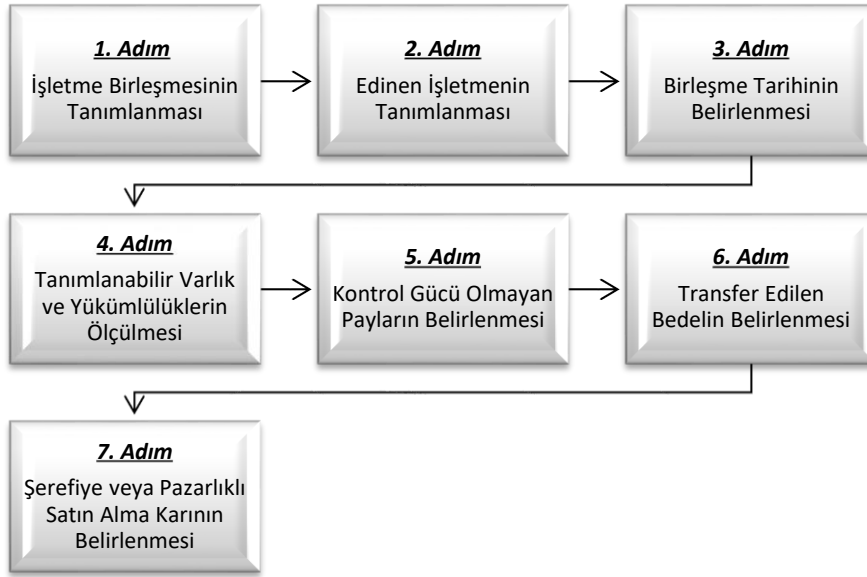 1. Adım
İşletme Birleşmesinin
Tanımlanması
2. Adım
Edinen İşletmenin
Tanımlanması
3. Adım
Birleşme Tarihinin
Belirlenmesi
4. Adım
Tanımlanabilir Varlık
ve Yükümlülüklerin
Ölçülmesi
5. Adım
Kontrol Gücü Olmayan
Payların Belirlenmesi
6. Adım
Transfer Edilen
Bedelin Belirlenmesi
7. Adım
Şerefiye veya Pazarlıklı
Satın Alma Karının
Belirlenmesi